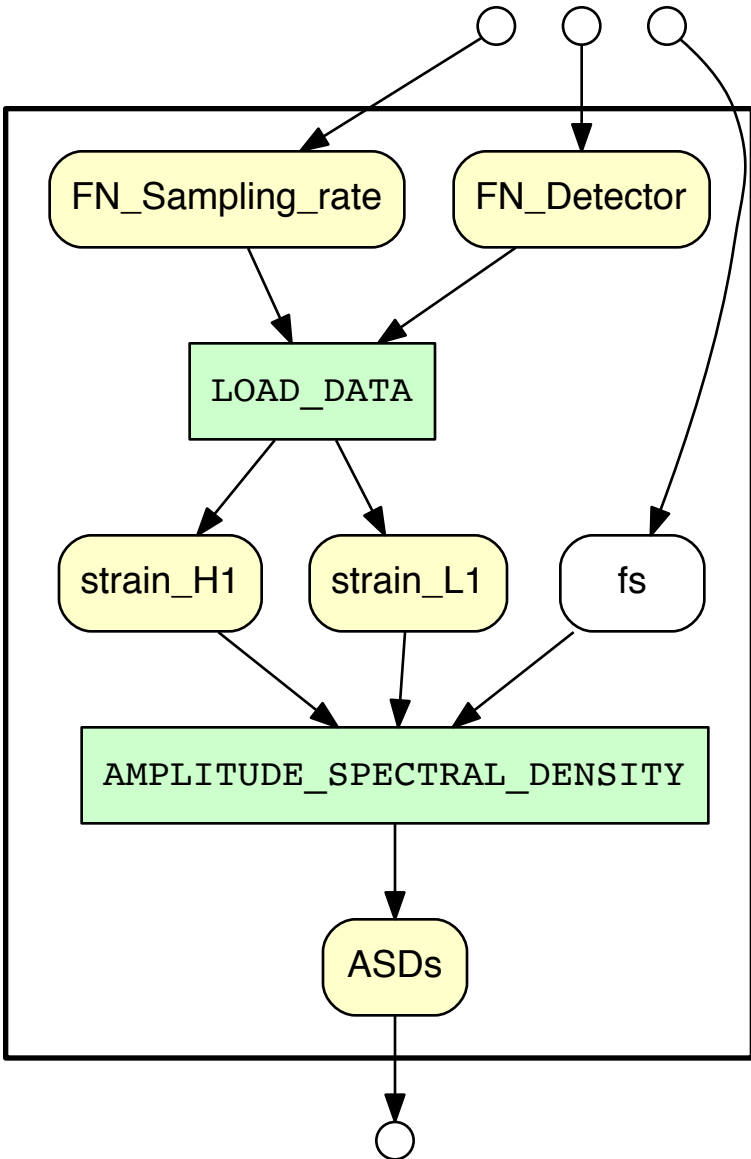 FN_Sampling_rate
FN_Detector
LOAD_DATA
strain_H1
strain_L1
fs
AMPLITUDE_SPECTRAL_DENSITY
ASDs